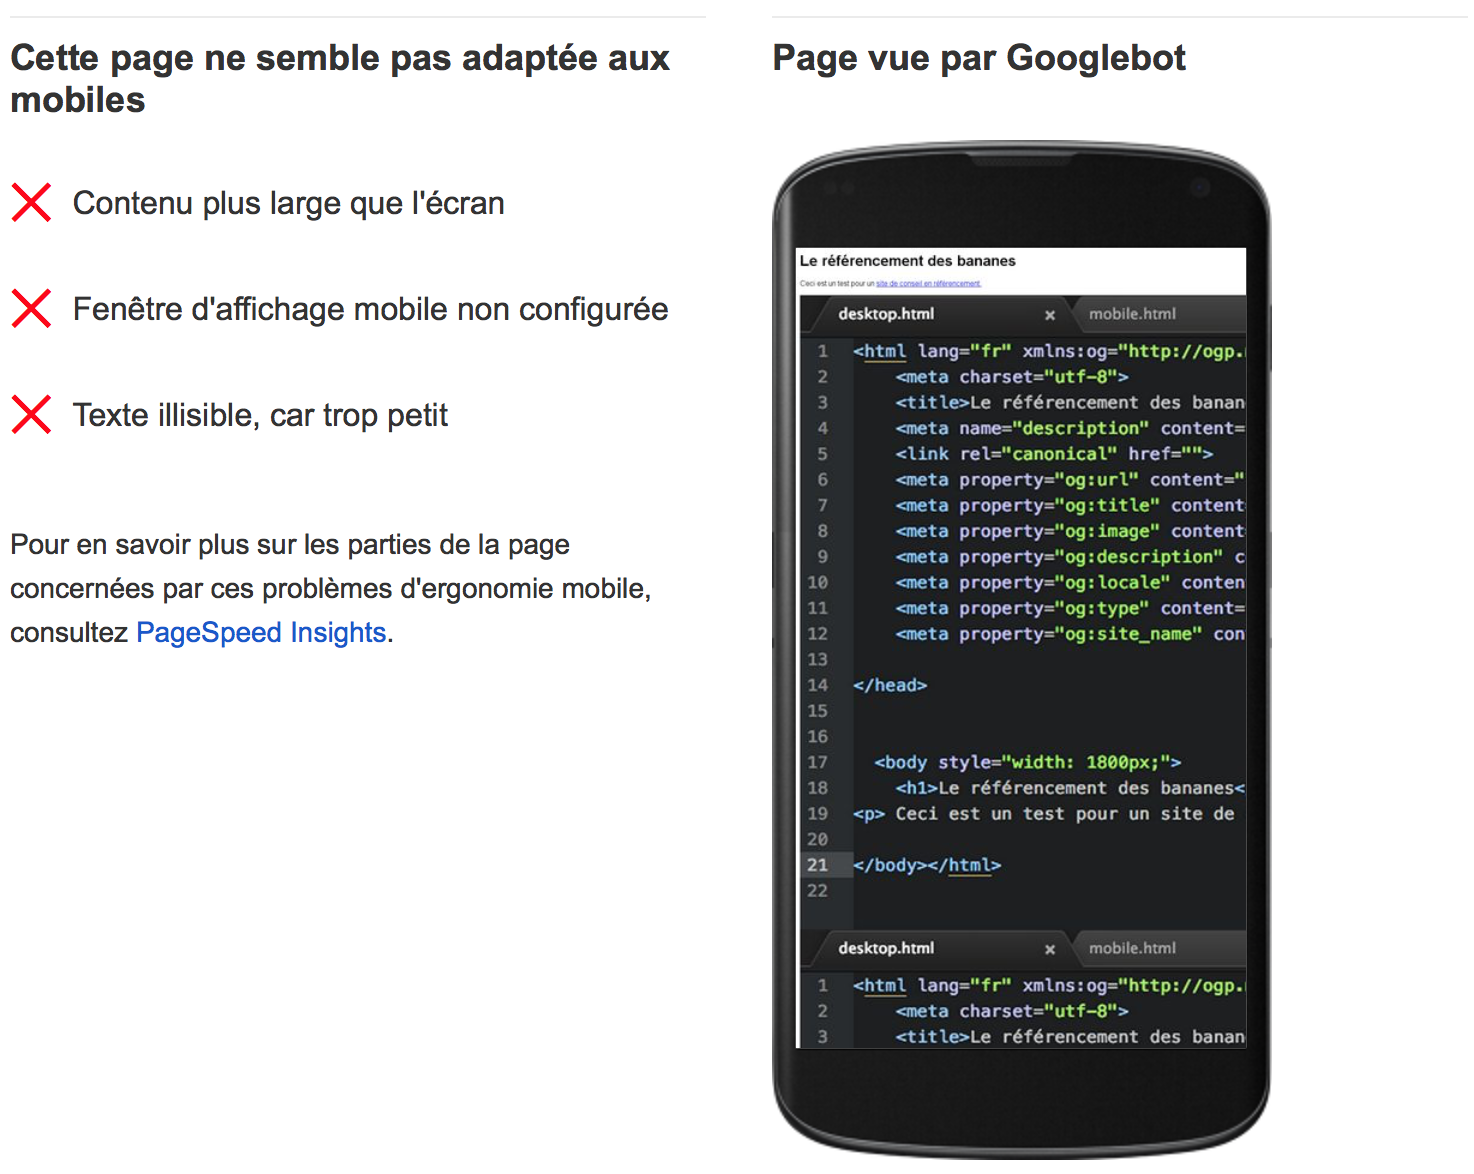 Cette page ne semble pas adaptée aux
mobiles
Contenu plus large que l'écran
Fenêtre d'affichage mobile non configurée
Texte illisible, car trop petit
Pour en savoir plus sur les parties de la page
concernées par ces problèmes d'ergonomie mobile,
consultez PageSpeed Insights.
Page vue par Googlebot
Le référencement des bananes
Ceci est un test pour un site de conseil en référencement.
desktop.html × mobile.html
1 <html lang="fr" xmlns:og="http://ogp.
2 <meta charset="utf-8">
3 <title>Le référencement des banan
4 <meta name="description" content=
5 <link rel="canonical" href="">
6 <meta property="og:url" content="
7 <meta property="og:title" content
8 <meta property="og:image" content
9 <meta property="og:description" c
10 <meta property="og:locale" conten
11 <meta property="og:type" content=
12 <meta property="og:site_name" con
13
14 </head>
15
16
17 <body style="width: 1800px;">
18 <h1>Le référencement des bananes<
19 <p> Ceci est un test pour un site de
20
21 </body></html>
22
desktop.html × mobile.html
1 <html lang="fr" xmlns:og="http://ogp.
2 <meta charset="utf-8">
3 <title>Le référencement des banan